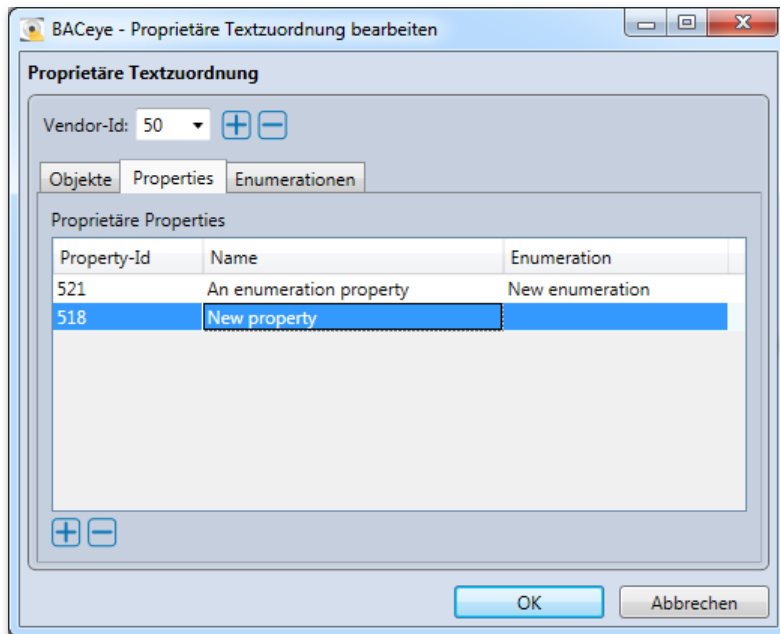 BACeye - Proprietäre Textzuordnung bearbeiten
Proprietäre Textzuordnung
Vendor-Id: 50
Objekte Properties Enumerationen
Proprietäre Properties
Property-Id Name Enumeration
521 An enumeration property New enumeration
518 New property
OK Abbrechen